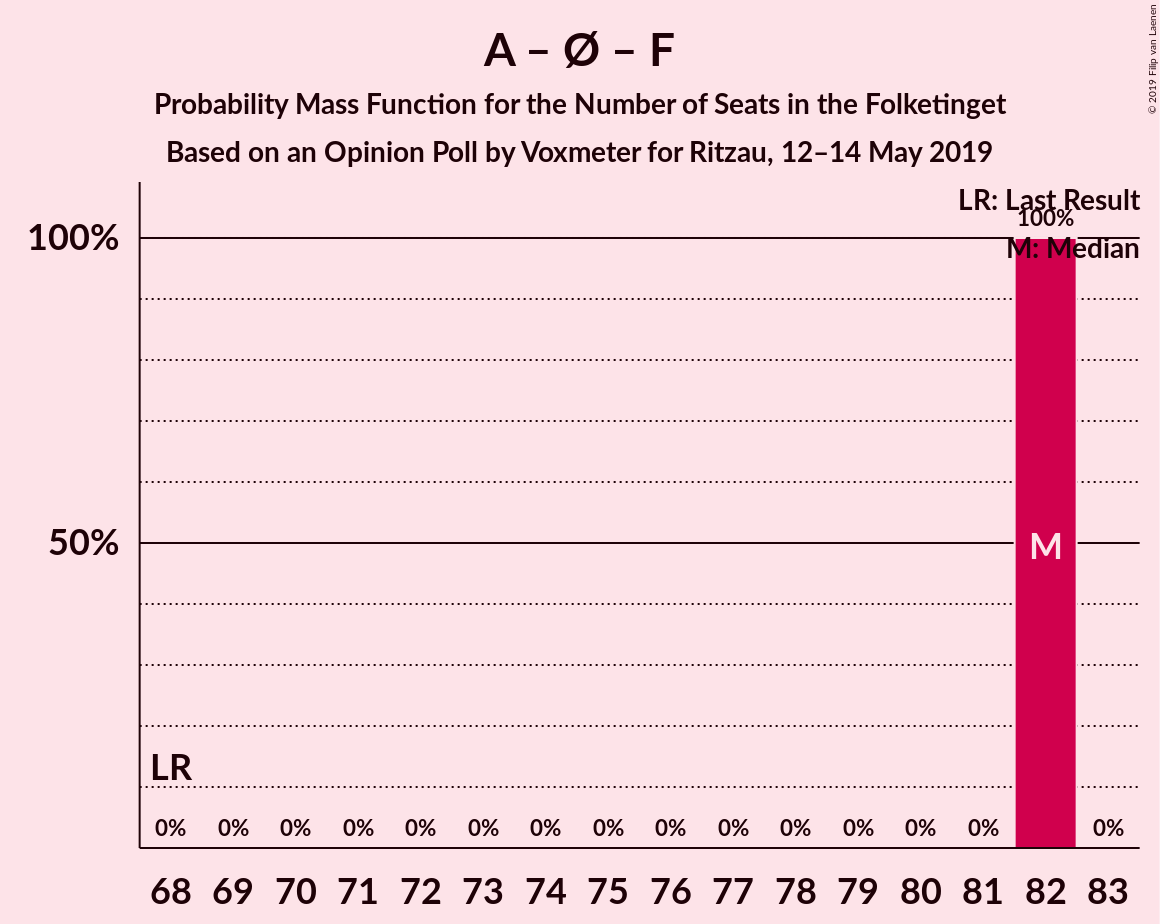 A – Ø – F
Probability Mass Function for the Number of Seats in the Folketinget
Based on an Opinion Poll by Voxmeter for Ritzau, 12–14 May 2019
© 2019 Filip van Laenen
LR: Last Result
100%
M: Median
100%
50%
M
LR
0% 0% 0% 0% 0% 0% 0% 0% 0% 0% 0% 0% 0% 0% 0%
68 69 70 71 72 73 74 75 76 77 78 79 80 81 82 83